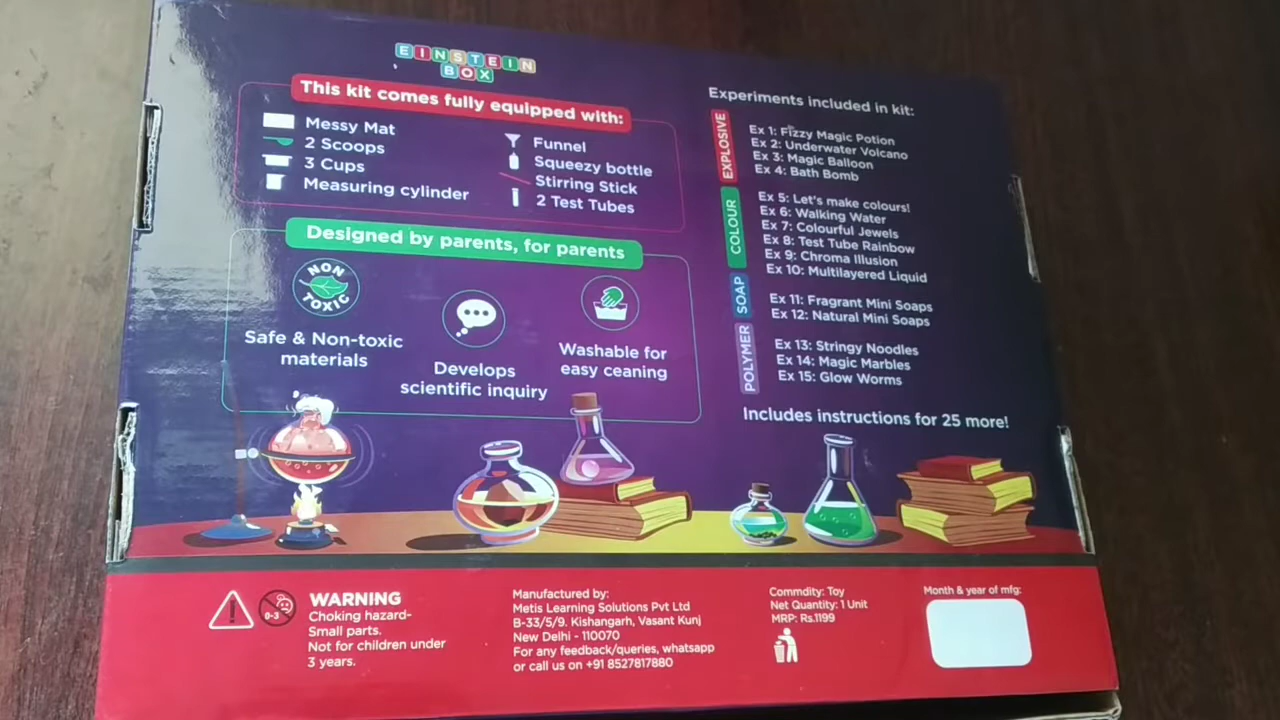 EINSTEIN
BOX
This kit comes fully equipped with:
Messy Mat
2 Scoops
3 Cups
Measuring cylinder
Funnel
Squeezy bottle
Stirring Stick
2 Test Tubes
Designed by parents, for parents
NON
TOXIC
Safe & Non-toxic
materials
Develops
scientific inquiry
Washable for
easy ceaning
Experiments included in kit:
EXPLOSIVE
Ex 1: Fizzy Magic Potion
Ex 2: Underwater Volcano
Ex 3: Magic Balloon
Ex 4: Bath Bomb
COLOUR
Ex 5: Let's make colours!
Ex 6: Walking Water
Ex 7: Colourful Jewels
Ex 8: Test Tube Rainbow
Ex 9: Chroma Illusion
Ex 10: Multilayered Liquid
SOAP
Ex 11: Fragrant Mini Soaps
Ex 12: Natural Mini Soaps
POLYMER
Ex 13: Stringy Noodles
Ex 14: Magic Marbles
Ex 15: Glow Worms
Includes instructions for 25 more!
0-3
WARNING
Choking hazard-
Small parts.
Not for children under
3 years.
Manufactured by:
Metis Learning Solutions Pvt Ltd
B-33/5/9. Kishangarh, Vasant Kunj
New Delhi - 110070
For any feedback/queries, whatsapp
or call us on +91 8527817880
Commdity: Toy
Net Quantity: 1 Unit
MRP: Rs.1199
Month & year of mfg: